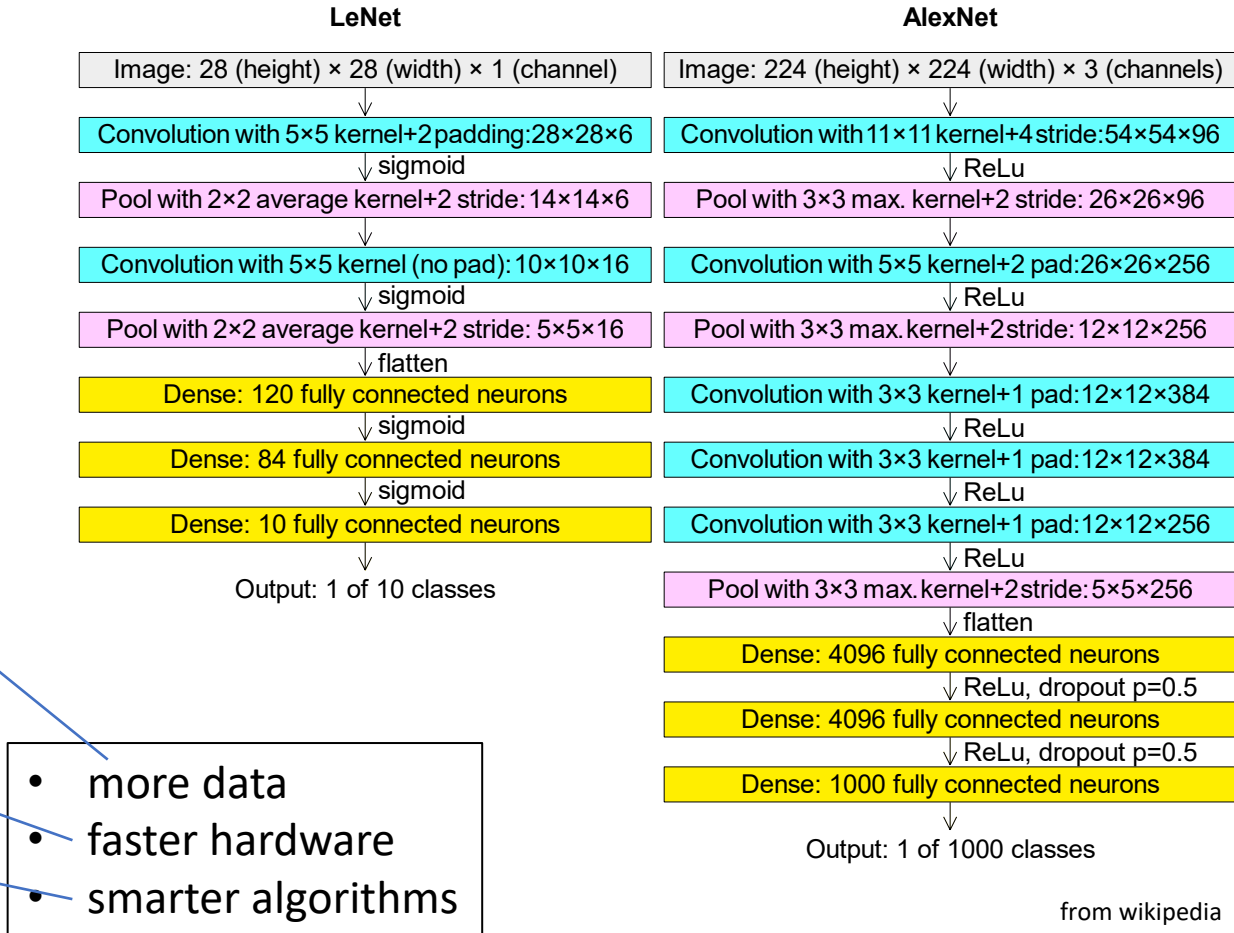 LeNet
Image: 28 (height) × 28 (width) × 1 (channel)
Convolution with 5×5 kernel+2padding:28×28×6
sigmoid
Pool with 2×2 average kernel+2 stride:14×14×6
Convolution with 5×5 kernel (no pad):10×10×16
sigmoid
Pool with 2×2 average kernel+2 stride: 5×5×16
flatten
Dense: 120 fully connected neurons
sigmoid
Dense: 84 fully connected neurons
sigmoid
Dense: 10 fully connected neurons
Output: 1 of 10 classes
AlexNet
Image: 224 (height) × 224 (width) × 3 (channels)
Convolution with 11×11 kernel+4 stride:54×54×96
ReLu
Pool with 3×3 max. kernel+2 stride: 26×26×96
Convolution with 5×5 kernel+2 pad:26×26×256
ReLu
Pool with 3×3 max.kernel+2stride:12×12×256
Convolution with 3×3 kernel+1 pad:12×12×384
ReLu
Convolution with 3×3 kernel+1 pad:12×12×384
ReLu
Convolution with 3×3 kernel+1 pad:12×12×256
ReLu
Pool with 3×3 max.kernel+2stride:5×5×256
flatten
Dense: 4096 fully connected neurons
ReLu, dropout p=0.5
Dense: 4096 fully connected neurons
ReLu, dropout p=0.5
Dense: 1000 fully connected neurons
Output: 1 of 1000 classes
• more data
• faster hardware
• smarter algorithms
from wikipedia